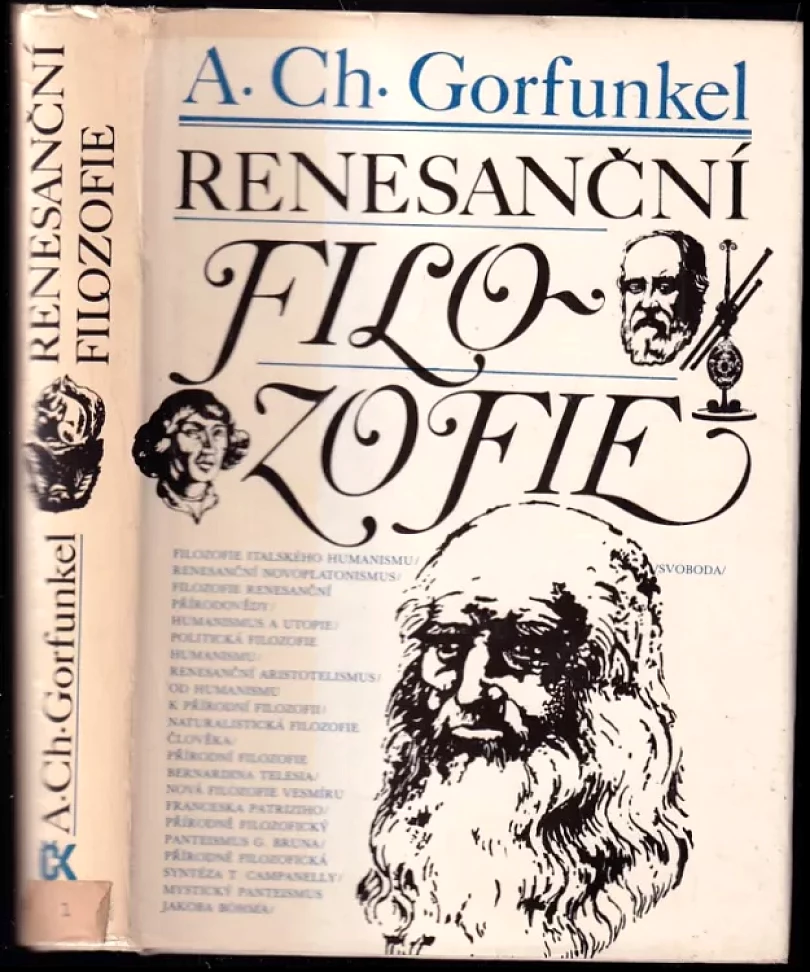 A. Ch. Gorfunkel
RENESANČNÍ
FILO-
ZOFIE
/SVOBODA/
FILOZOFIE ITALSKÉHO HUMANISMU/
RENESANČNÍ NOVOPLATONISMUS/
FILOZOFIE RENESANČNÍ
PŘÍRODOVĚDY/
HUMANISMUS A UTOPIE/
POLITICKÁ FILOZOFIE
HUMANISMU/
RENESANČNÍ ARISTOTELISMUS/
OD HUMANISMU
K PŘÍRODNÍ FILOZOFII/
NATURALISTICKÁ FILOZOFIE
ČLOVĚKA/
PŘÍRODNÍ FILOZOFIE
BERNARDINA TELESIA/
NOVÁ FILOZOFIE VESMÍRU
FRANCESKA PATRIZIHO/
PŘÍRODNĚ FILOZOFICKÝ
PANTEISMUS G. BRUNA/
PŘÍRODNĚ FILOZOFICKÁ
SYNTÉZA T. CAMPANELLY/
MYSTICKÝ PANTEISMUS
JAKOBA BÖHMA/
RENESANČNÍ
FILOZOFIE
A. Ch. Gorfunkel
ČK
1